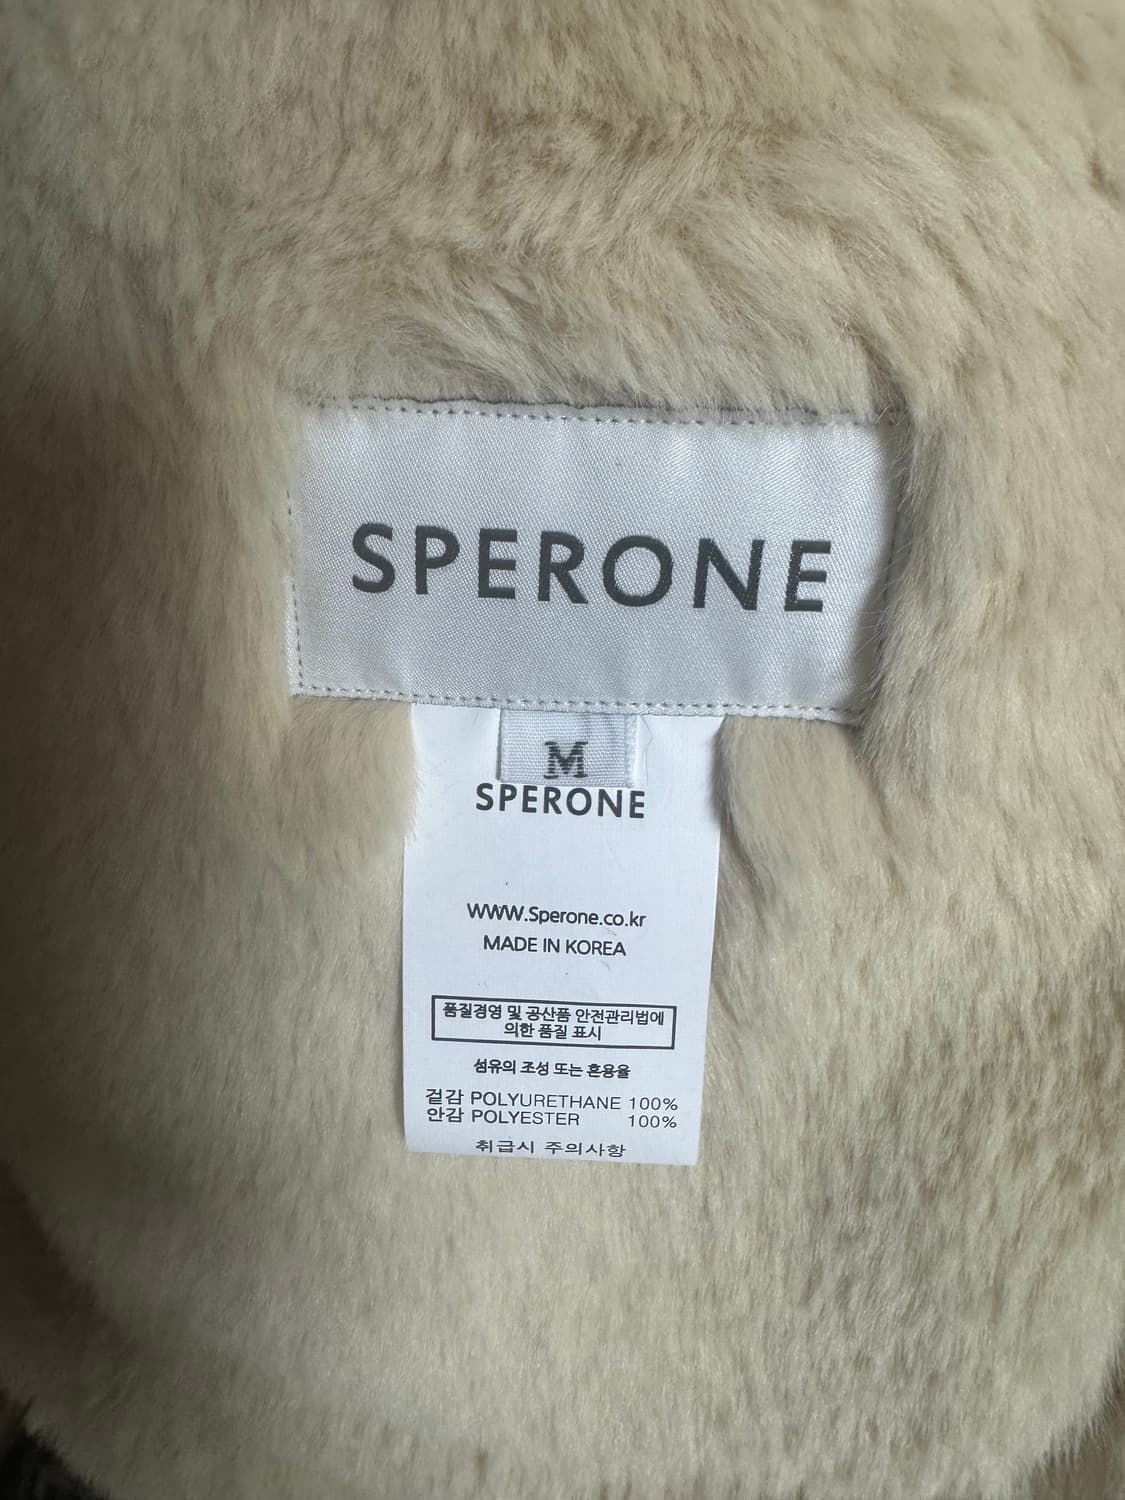 SPERONE
M
SPERONE
WWW.Sperone.co.kr
MADE IN KOREA
품질경영 및 공산품 안전관리법에
의한 품질 표시
섬유의 조성 또는 혼용율
겉감 POLYURETHANE 100%
안감 POLYESTER 100%
취급시 주의사항